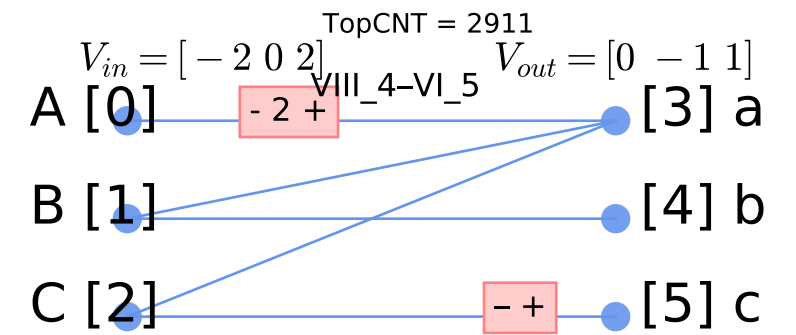 TopCNT = 2911
V_in = [ − 2 0 2] V_out = [0 − 1 1]
VIII_4–VI_5
A [0] - 2 + [3] a
B [1] [4] b
C [2] – + [5] c